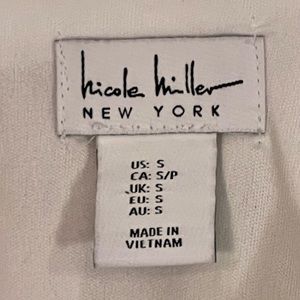 nicole miller
NEW YORK
US: S
CA: S/P
UK: S
EU: S
AU: S
MADE IN
VIETNAM